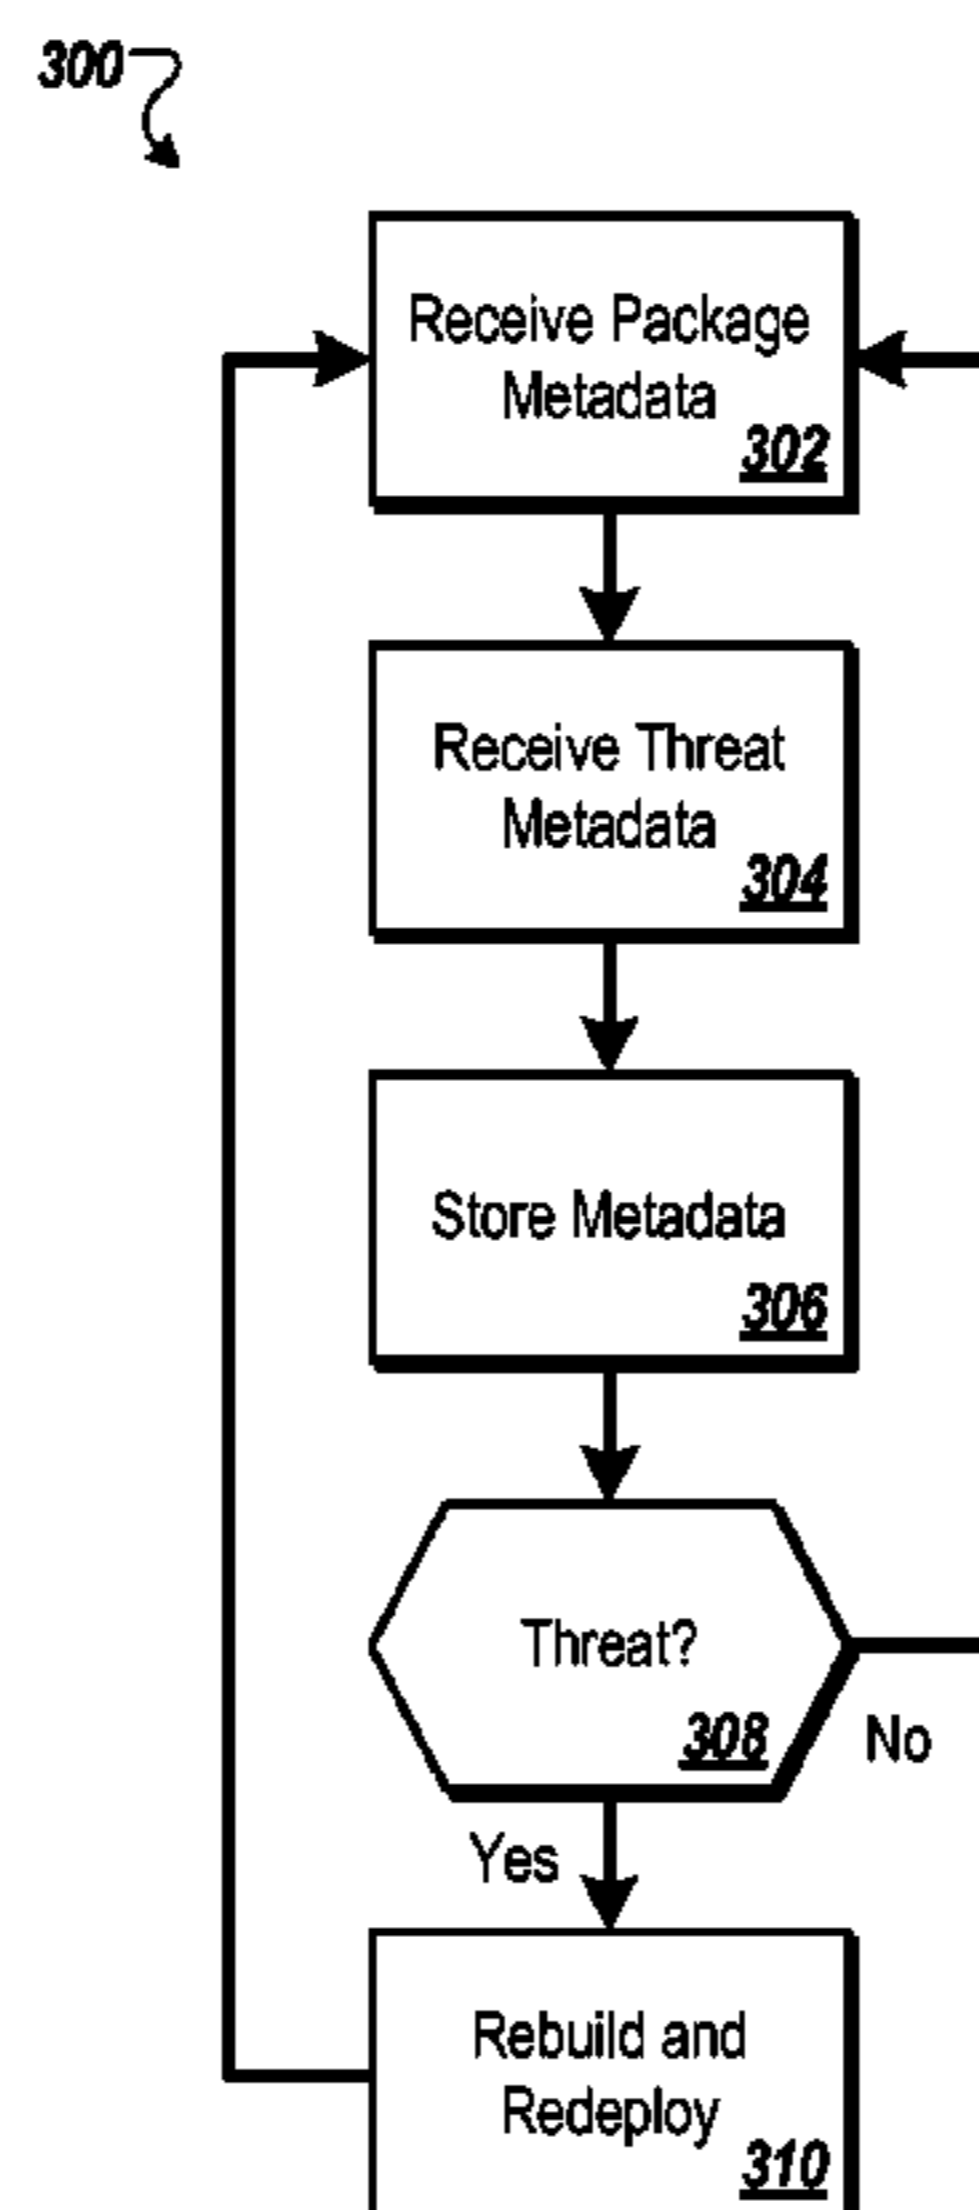 300
Receive Package
Metadata
302
Receive Threat
Metadata
304
Store Metadata
306
Threat?
308
No
Yes
Rebuild and
Redeploy
310